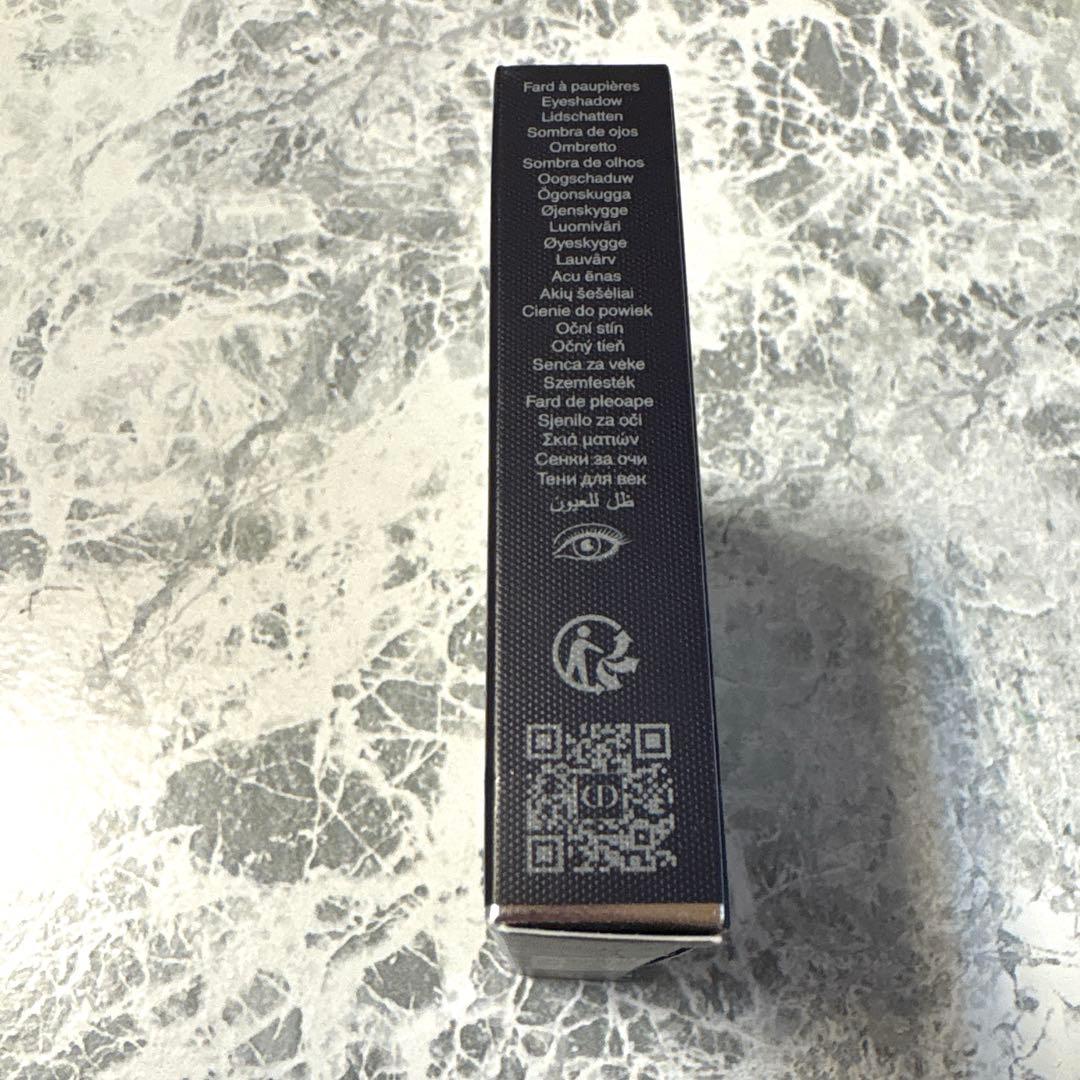 Fard à paupières
Eyeshadow
Lidschatten
Sombra de ojos
Ombretto
Sombra de olhos
Oogschaduw
Ögonskugga
Øjenskygge
Luomiväri
Øyeskygge
Lauvärv
Acu ēnas
Akių šešėliai
Cienie do powiek
Oční stín
Očný tieň
Senca za veke
Szemfesték
Fard de pleoape
Sjenilo za oči
Σκιά ματιών
Сенки за очи
Тени для век
ظل للعيون
CD